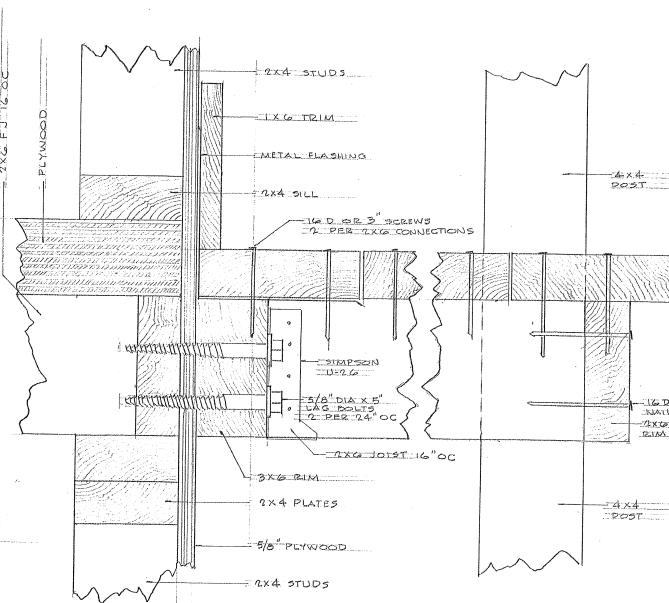 2X6 FJ 16 OC
PLYWOOD
2X4 STUDS
1X6 TRIM
METAL FLASHING
2X4 SILL
16 D OR 3" SCREWS
2 PER 2X6 CONNECTIONS
4X4
POST
SIMPSON
U-26
5/8" DIA X 5"
LAG BOLTS
2 PER 24" OC
16 D
2X6
RIM
2X6 JOIST 16" OC
3X6 RIM
2X4 PLATES
4X4
POST
5/8" PLYWOOD
2X4 STUDS